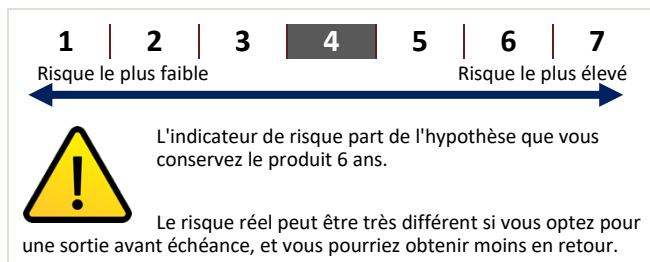 1 2 3 4 5 6 7
Risque le plus faible Risque le plus élevé
L'indicateur de risque part de l'hypothèse que vous
conservez le produit 6 ans.
Le risque réel peut être très différent si vous optez pour
une sortie avant échéance, et vous pourriez obtenir moins en retour.